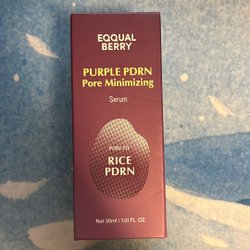 EQQUAL
BERRY
PURPLE PDRN
Pore Minimizing
Serum
RICE
PDRN
Net 30ml / 1.01 FL. OZ.